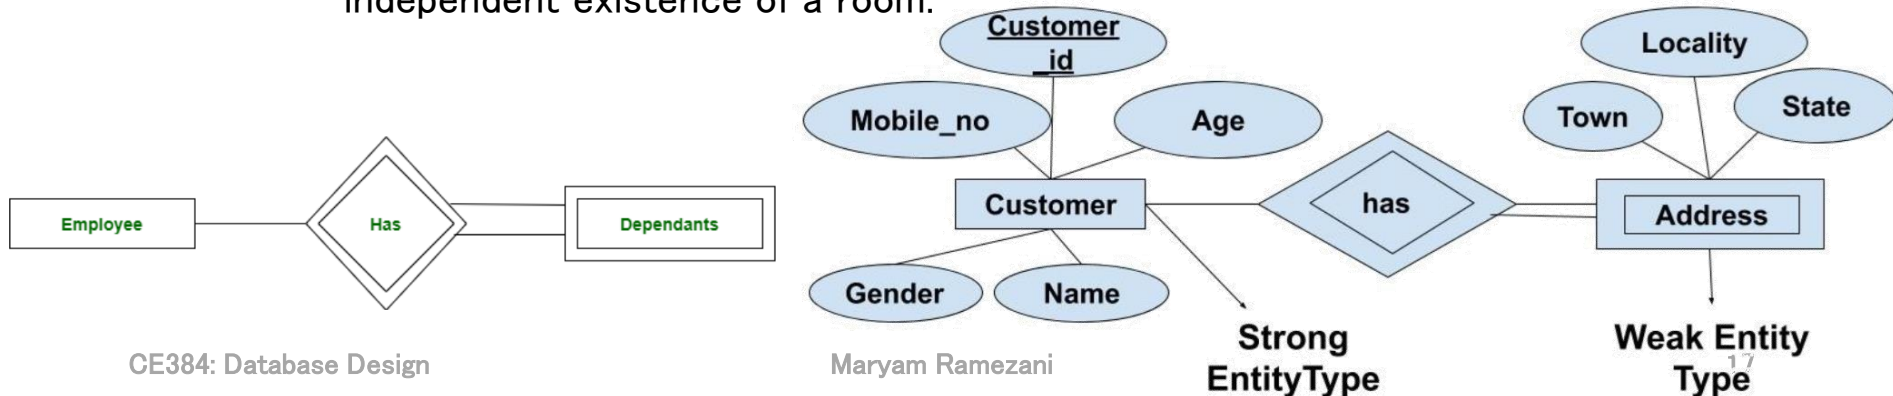 independent existence of a room.
Employee
Has
Dependants
Customer
_id
Mobile_no
Age
Customer
Gender
Name
has
Locality
Town
State
Address
Strong
EntityType
Weak Entity
Type
CE384: Database Design
Maryam Ramezani
17